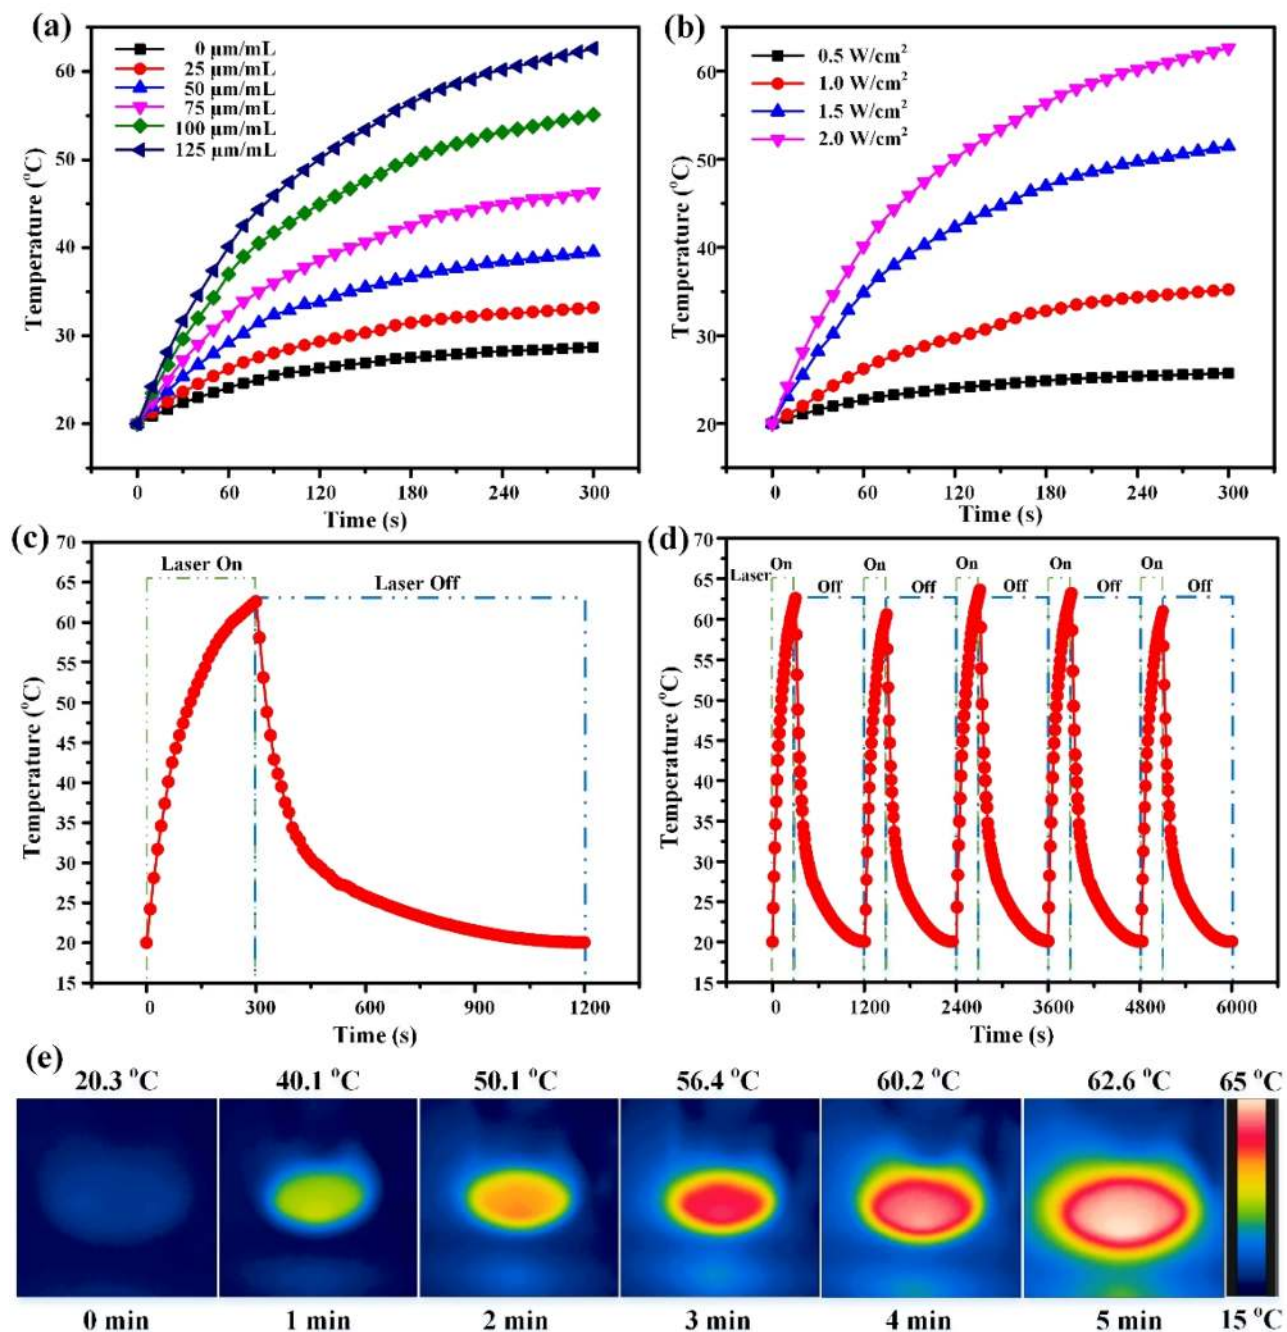 (a)
0 μm/mL
25 μm/mL
50 μm/mL
75 μm/mL
100 μm/mL
125 μm/mL
Temperature (°C)
60
50
40
30
20
0 60 120 180 240 300
Time (s)
(b)
0.5 W/cm²
1.0 W/cm²
1.5 W/cm²
2.0 W/cm²
Temperature (°C)
60
50
40
30
20
0 60 120 180 240 300
Time (s)
(c)
Laser On
Laser Off
Temperature (°C)
70
65
60
55
50
45
40
35
30
25
20
15
0 300 600 900 1200
Time (s)
(d)
Laser On Off On Off On Off On Off On Off
Temperature (°C)
70
65
60
55
50
45
40
35
30
25
20
15
0 1200 2400 3600 4800 6000
Time (s)
(e)
20.3 °C 40.1 °C 50.1 °C 56.4 °C 60.2 °C 62.6 °C 65 °C
0 min 1 min 2 min 3 min 4 min 5 min 15 °C